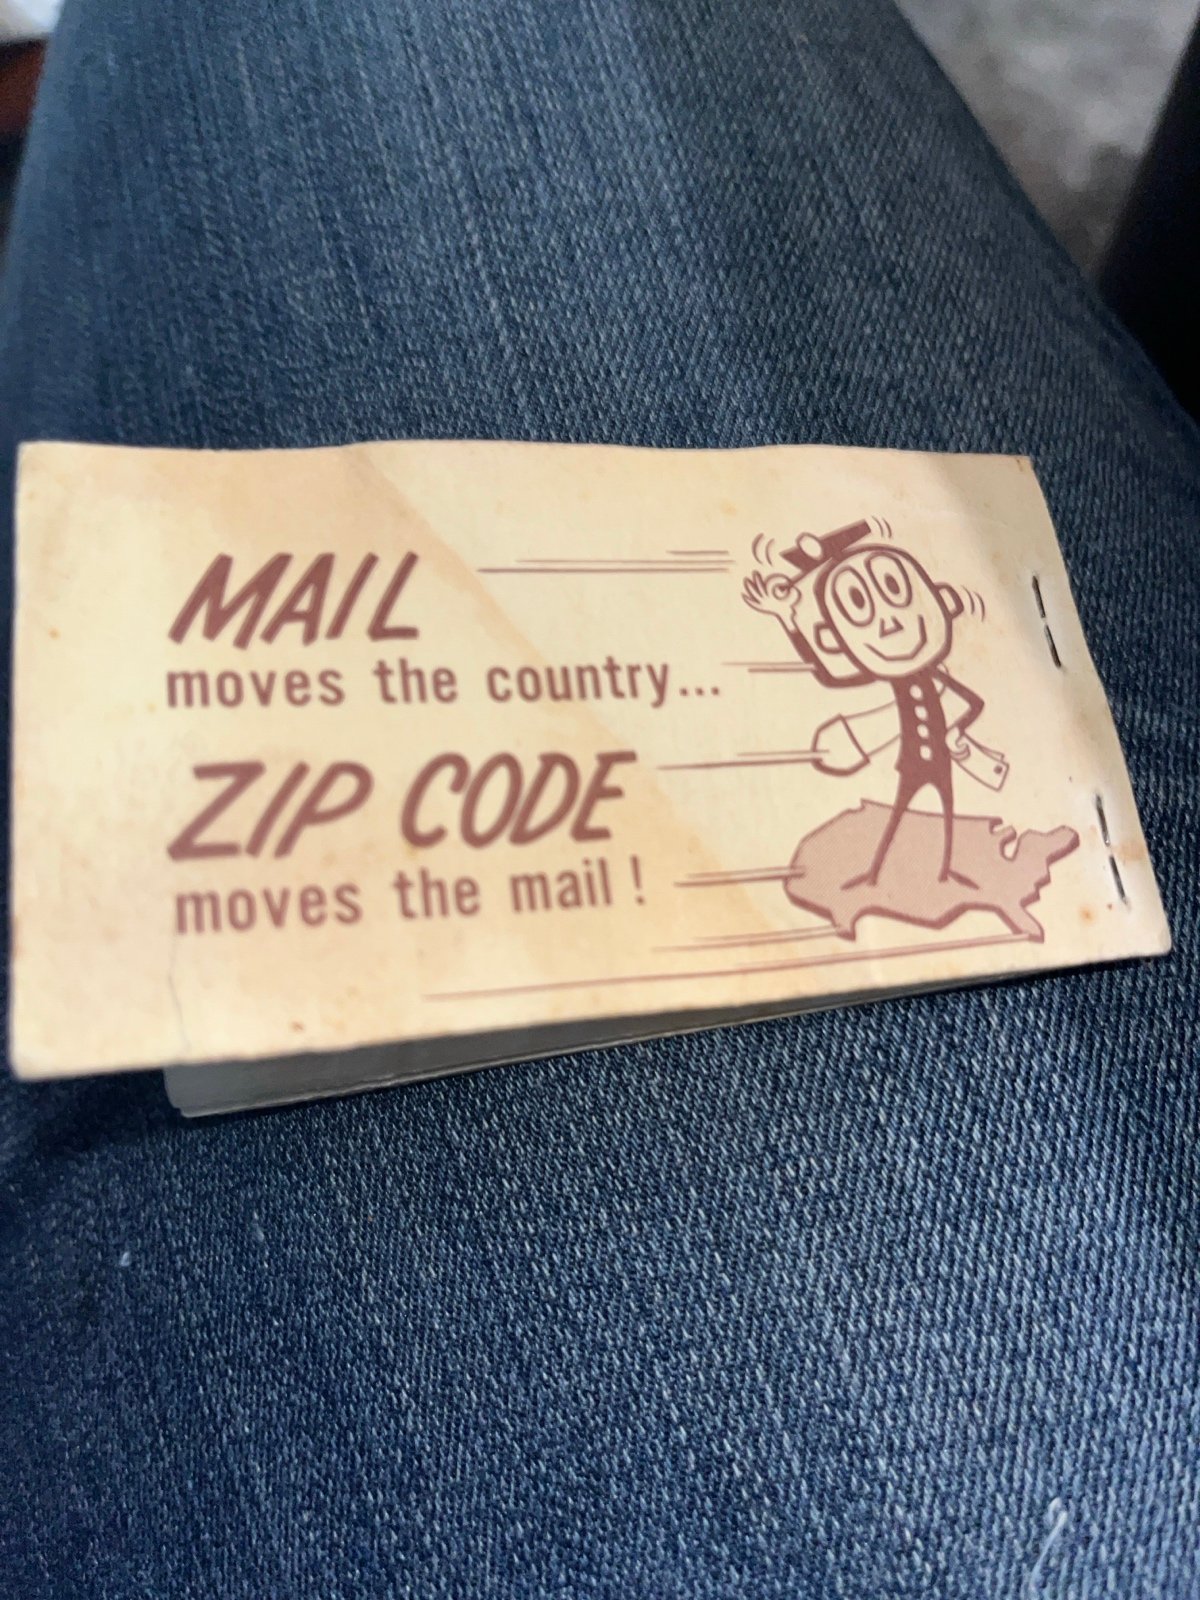 MAIL
moves the country...
ZIP CODE
moves the mail!